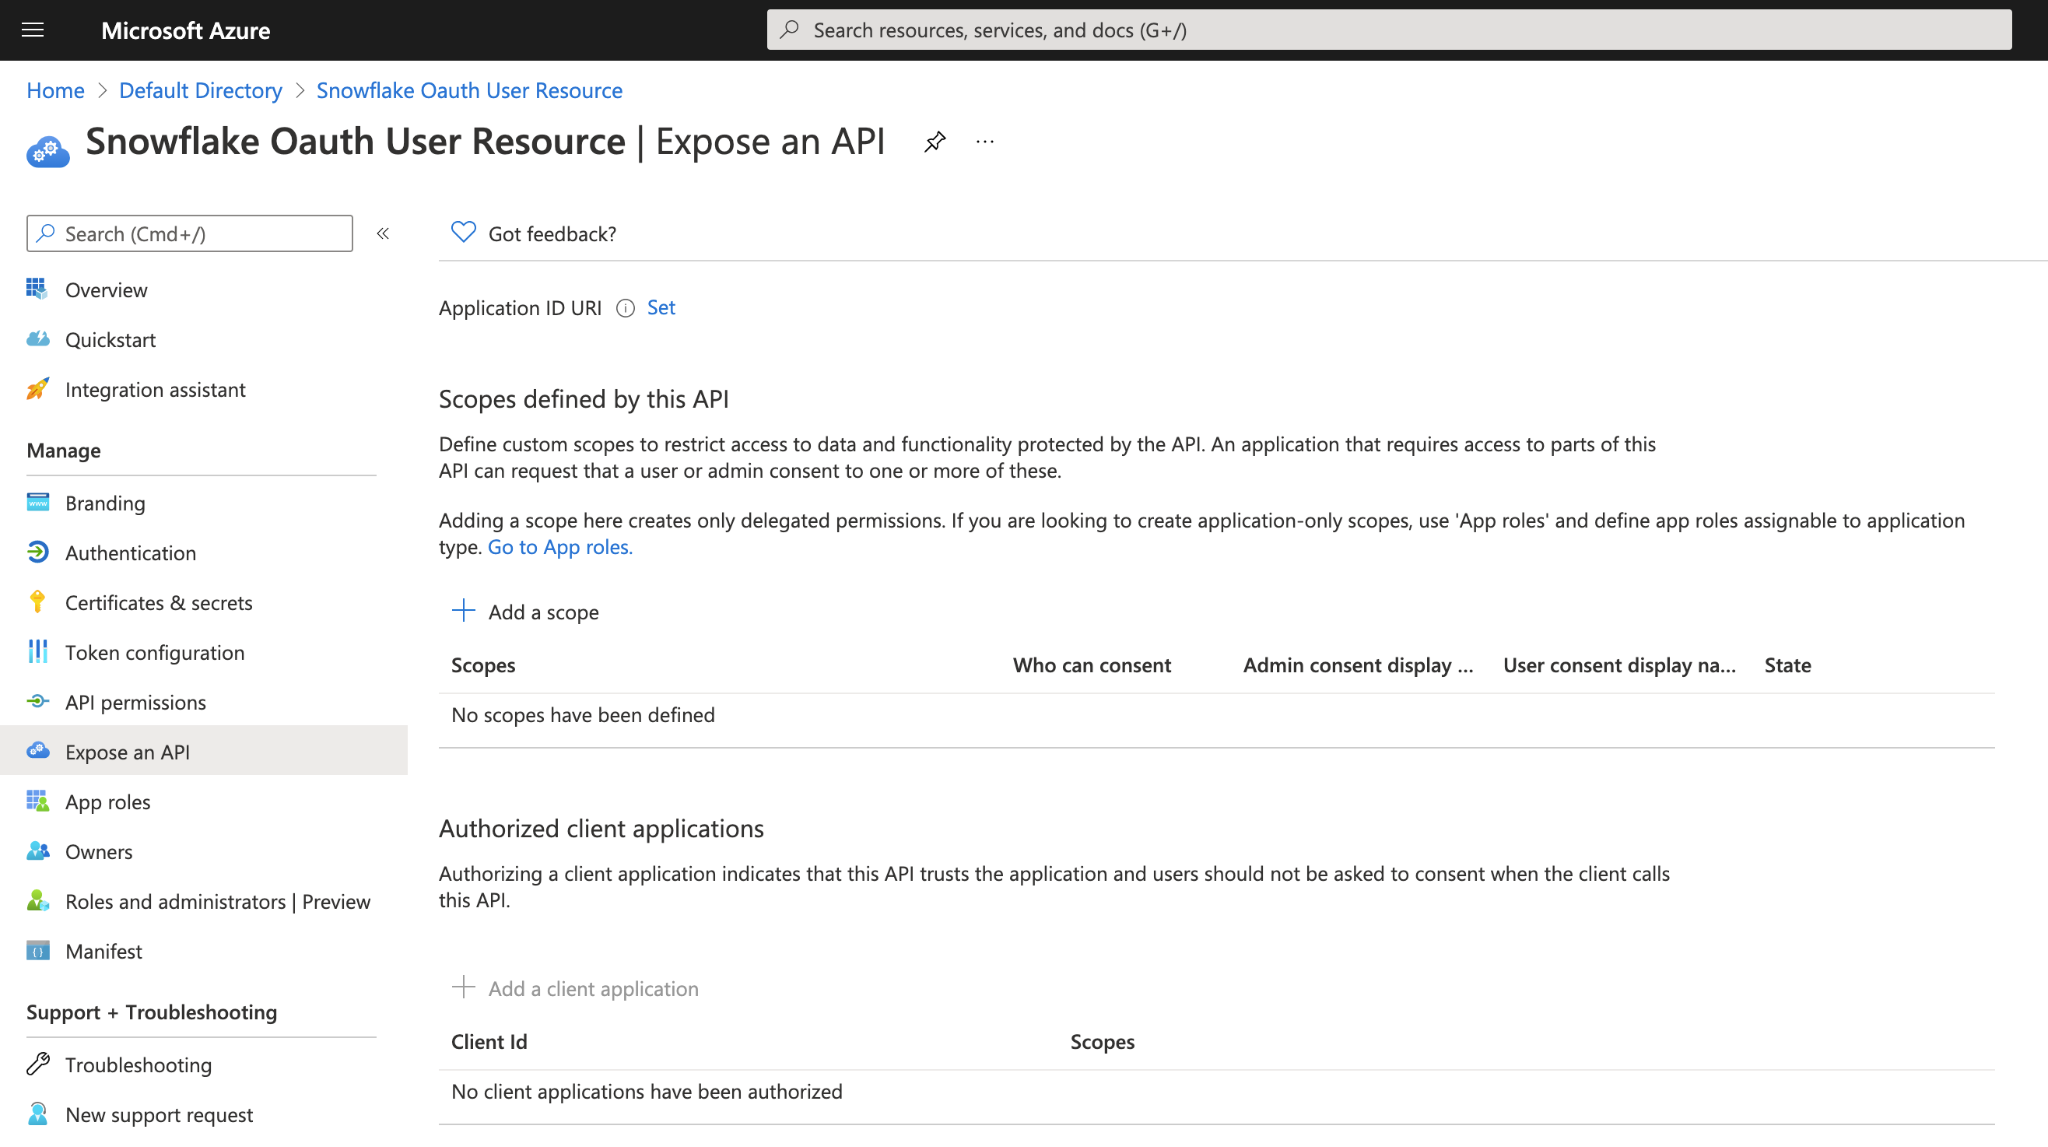 Microsoft Azure
Search resources, services, and docs (G+/)
Home > Default Directory > Snowflake Oauth User Resource
Snowflake Oauth User Resource | Expose an API
Search (Cmd+/)
Overview
Quickstart
Integration assistant
Manage
Branding
Authentication
Certificates & secrets
Token configuration
API permissions
Expose an API
App roles
Owners
Roles and administrators | Preview
Manifest
Support + Troubleshooting
Troubleshooting
New support request
Got feedback?
Application ID URI Set
Scopes defined by this API
Define custom scopes to restrict access to data and functionality protected by the API. An application that requires access to parts of this
API can request that a user or admin consent to one or more of these.
Adding a scope here creates only delegated permissions. If you are looking to create application-only scopes, use 'App roles' and define app roles assignable to application
type. Go to App roles.
Add a scope
Scopes Who can consent Admin consent display ... User consent display na... State
No scopes have been defined
Authorized client applications
Authorizing a client application indicates that this API trusts the application and users should not be asked to consent when the client calls
this API.
Add a client application
Client Id Scopes
No client applications have been authorized